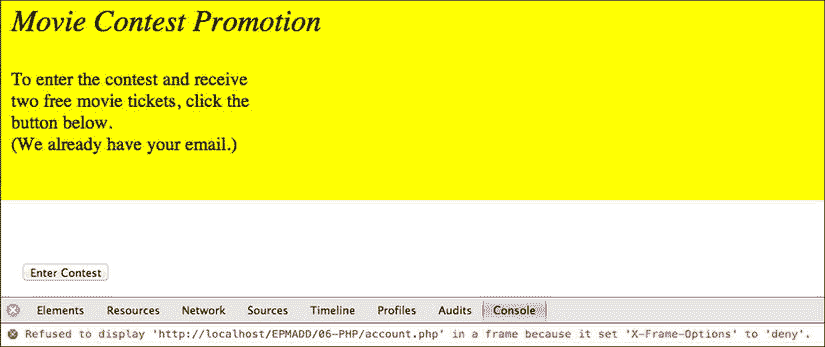 Movie Contest Promotion
To enter the contest and receive
two free movie tickets, click the
button below.
(We already have your email.)
Enter Contest
Elements Resources Network Sources Timeline Profiles Audits Console
Refused to display 'http://localhost/EPMADD/06-PHP/account.php' in a frame because it set 'X-Frame-Options' to 'deny'.